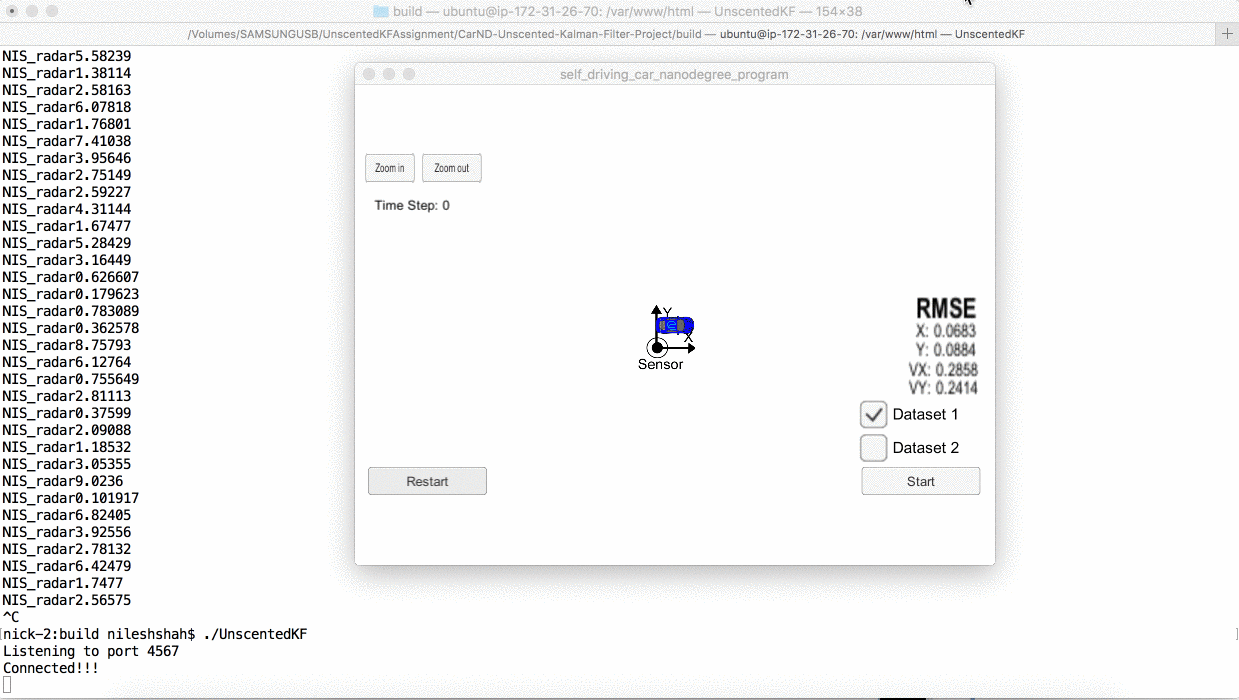 build — ubuntu@ip-172-31-26-70: /var/www/html — UnscentedKF — 154×38
/Volumes/SAMSUNGUSB/UnscentedKFAssignment/CarND-Unscented-Kalman-Filter-Project/build — ubuntu@ip-172-31-26-70: /var/www/html — UnscentedKF +
NIS_radar5.58239
NIS_radar1.38114
NIS_radar2.58163
NIS_radar6.07818
NIS_radar1.76801
NIS_radar7.41038
NIS_radar3.95646
NIS_radar2.75149
NIS_radar2.59227
NIS_radar4.31144
NIS_radar1.67477
NIS_radar5.28429
NIS_radar3.16449
NIS_radar0.626607
NIS_radar0.179623
NIS_radar0.783089
NIS_radar0.362578
NIS_radar8.75793
NIS_radar6.12764
NIS_radar0.755649
NIS_radar2.81113
NIS_radar0.37599
NIS_radar2.09088
NIS_radar1.18532
NIS_radar3.05355
NIS_radar9.0236
NIS_radar0.101917
NIS_radar6.82405
NIS_radar3.92556
NIS_radar2.78132
NIS_radar6.42479
NIS_radar1.7477
NIS_radar2.56575
^C
[nick-2:build nileshshah$ ./UnscentedKF ]
Listening to port 4567
Connected!!!
self_driving_car_nanodegree_program
Zoom in Zoom out
Time Step: 0
Y
X
Sensor
RMSE
X: 0.0683
Y: 0.0884
VX: 0.2858
VY: 0.2414
Dataset 1
Dataset 2
Restart
Start